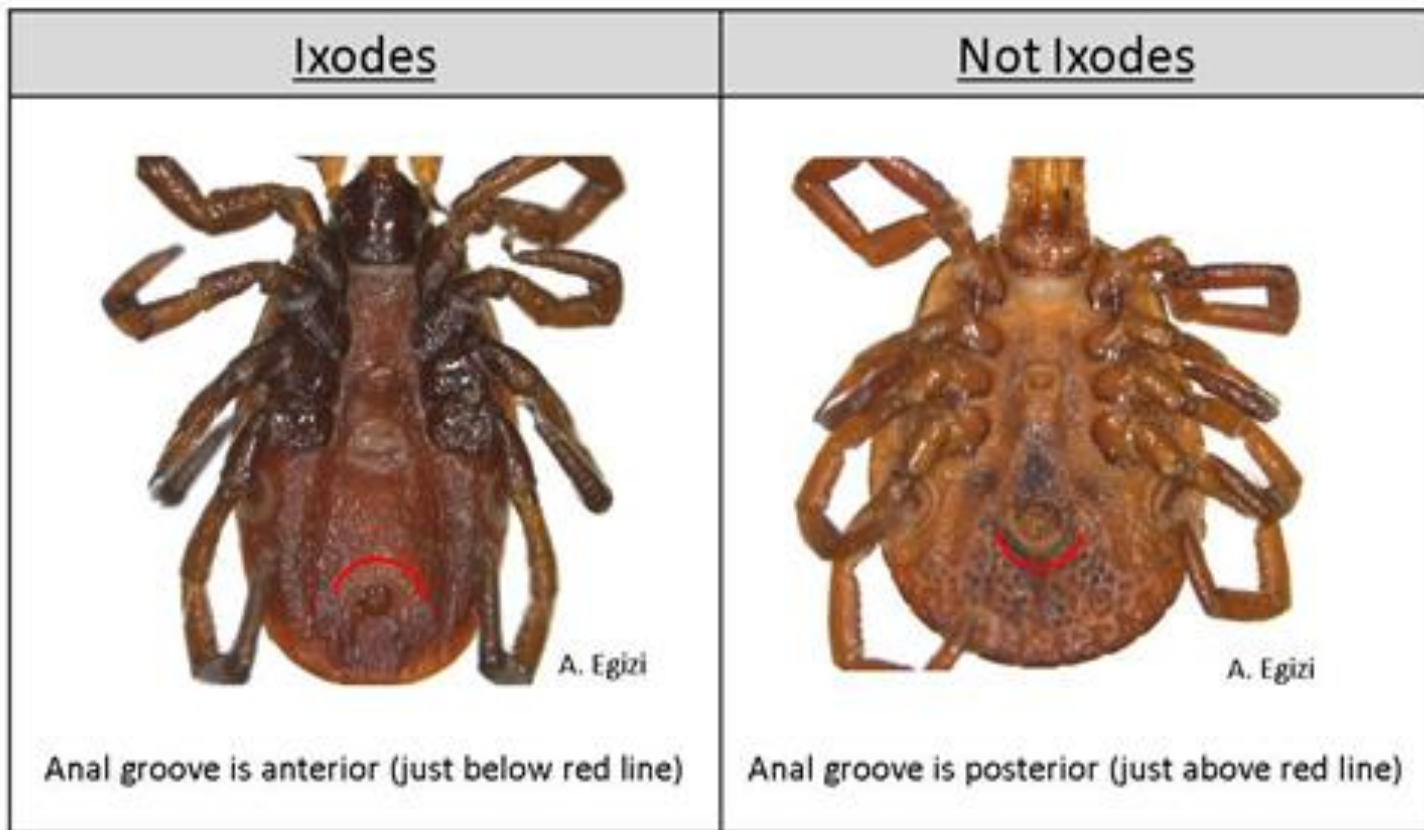 Ixodes
Not Ixodes
A. Egizi
A. Egizi
Anal groove is anterior (just below red line)
Anal groove is posterior (just above red line)